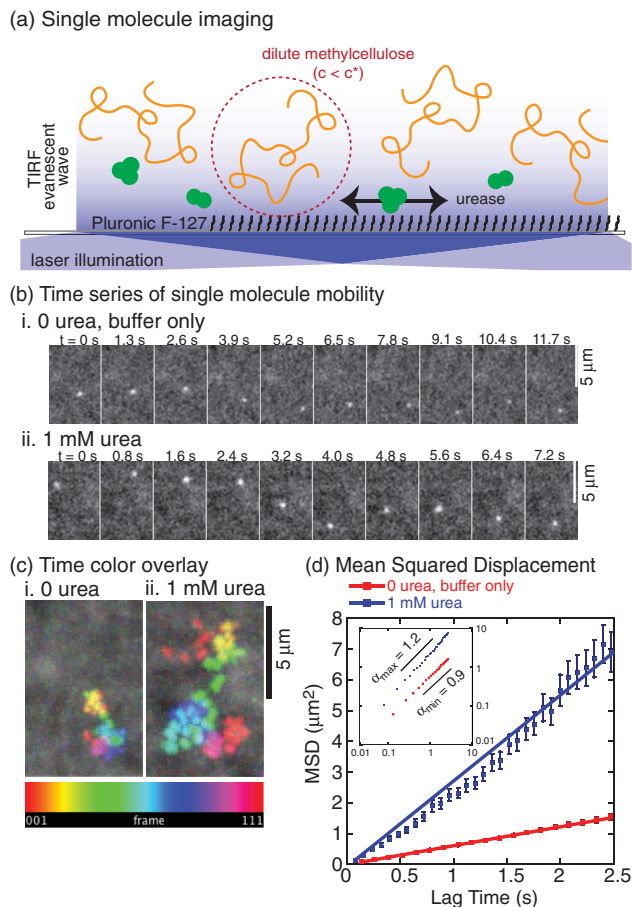 (a) Single molecule imaging
dilute methylcellulose
(c < c*)
TIRF
evanescent
wave
urease
Pluronic F-127
laser illumination
(b) Time series of single molecule mobility
i. 0 urea, buffer only
t = 0 s 1.3 s 2.6 s 3.9 s 5.2 s 6.5 s 7.8 s 9.1 s 10.4 s 11.7 s
5 μm
ii. 1 mM urea
t = 0 s 0.8 s 1.6 s 2.4 s 3.2 s 4.0 s 4.8 s 5.6 s 6.4 s 7.2 s
5 μm
(c) Time color overlay
i. 0 urea ii. 1 mM urea
5 μm
001 frame 111
(d) Mean Squared Displacement
0 urea, buffer only
1 mM urea
MSD (μm²)
8
7
6
5
4
3
2
1
0
αmax = 1.2
αmin = 0.9
10
1
0.1
0.01
0.01 0.1 1 10
0 0.5 1 1.5 2 2.5
Lag Time (s)